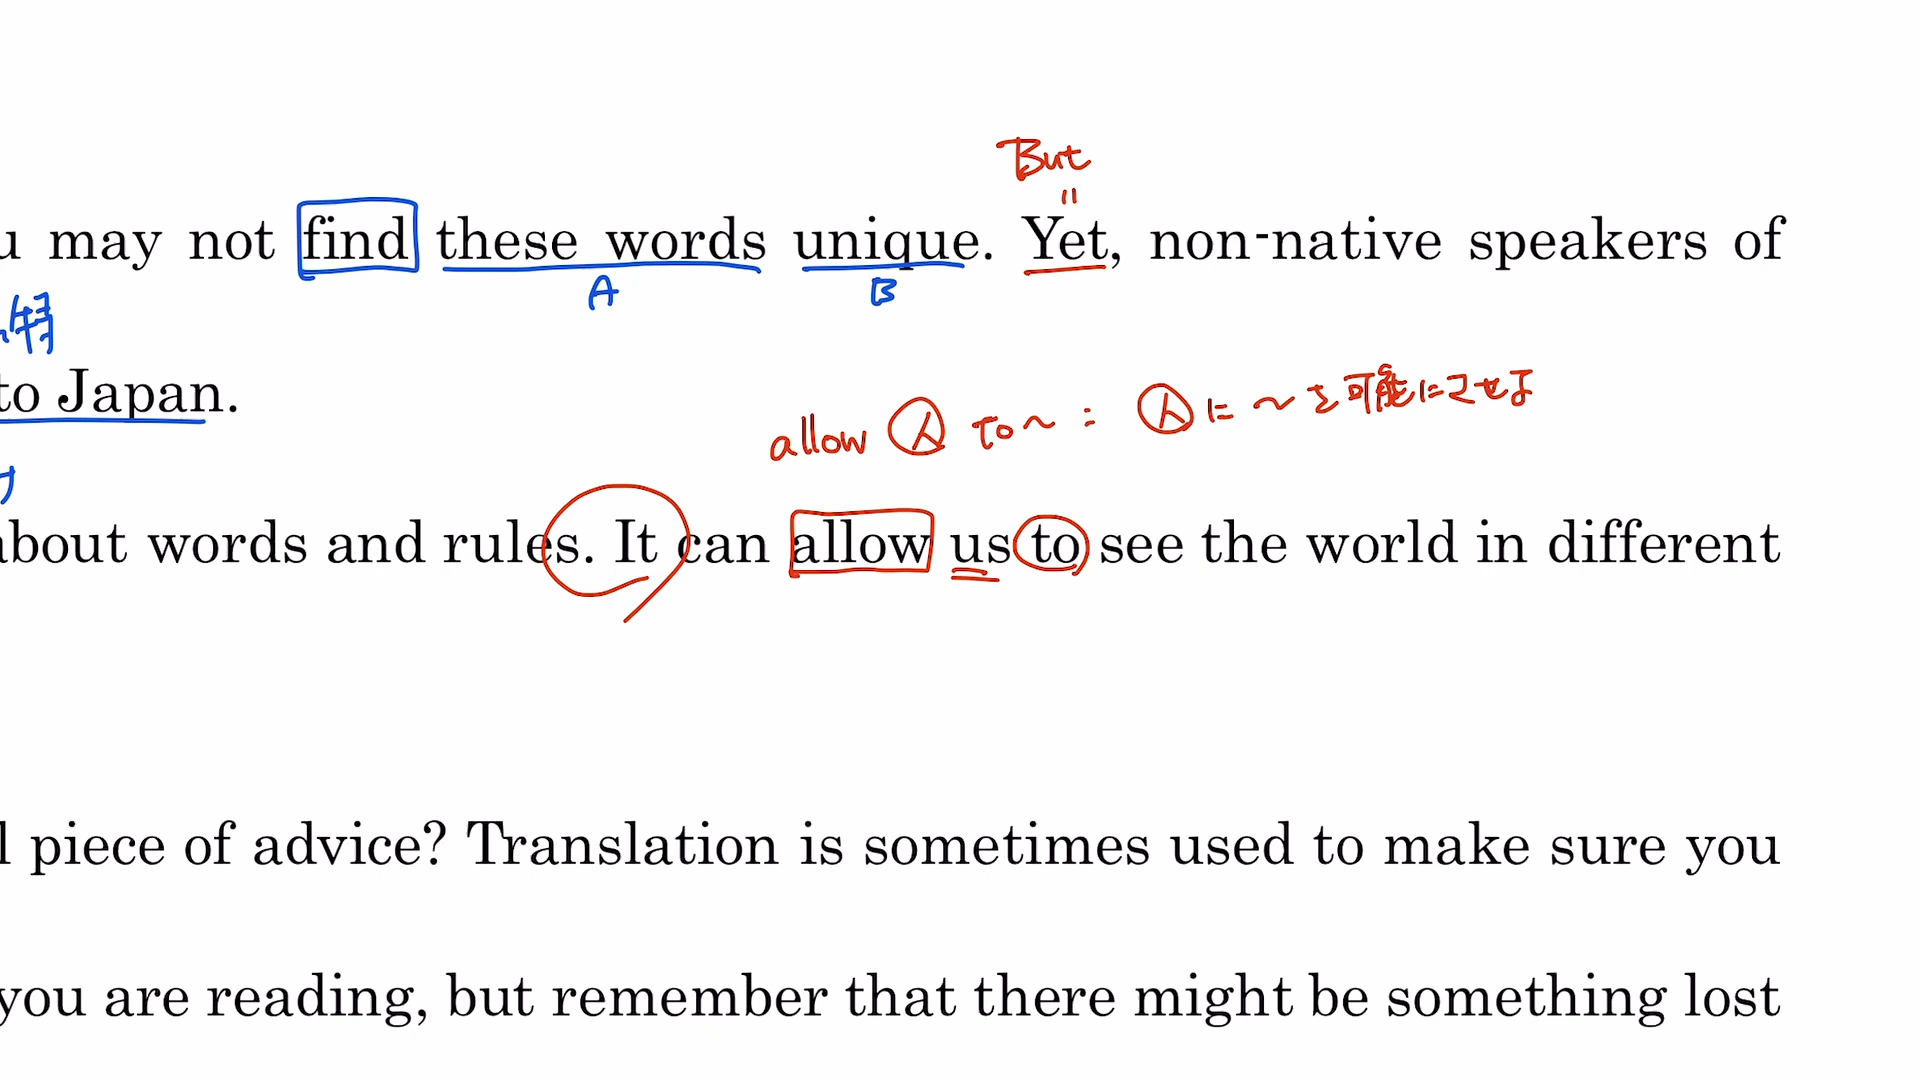 But
〃
may not find these words unique. Yet, non-native speakers of
A B
特
to Japan.
allow 人 to〜 : 人に〜を可能にさせる
about words and rules. It can allow us to see the world in different
piece of advice? Translation is sometimes used to make sure you
you are reading, but remember that there might be something lost